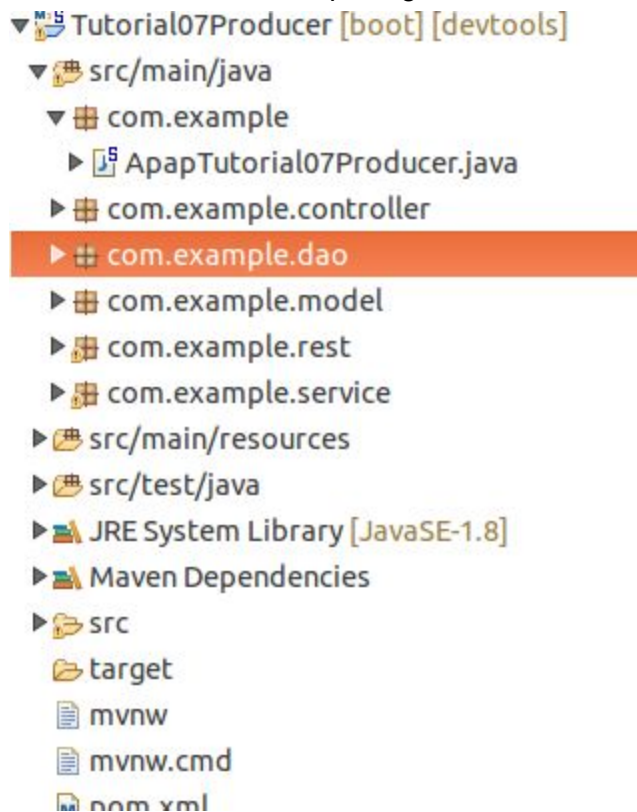 Tutorial07Producer [boot] [devtools]
src/main/java
com.example
ApapTutorial07Producer.java
com.example.controller
com.example.dao
com.example.model
com.example.rest
com.example.service
src/main/resources
src/test/java
JRE System Library [JavaSE-1.8]
Maven Dependencies
src
target
mvnw
mvnw.cmd
pom.xml